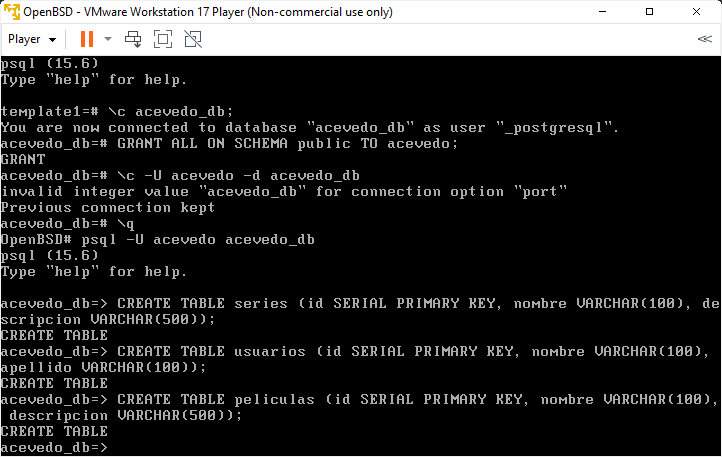 OpenBSD - VMware Workstation 17 Player (Non-commercial use only)
Player
psql (15.6)
Type "help" for help.
template1=# \c acevedo_db;
You are now connected to database "acevedo_db" as user "_postgresql".
acevedo_db=# GRANT ALL ON SCHEMA public TO acevedo;
GRANT
acevedo_db=# \c -U acevedo -d acevedo_db
invalid integer value "acevedo_db" for connection option "port"
Previous connection kept
acevedo_db=# \q
OpenBSD# psql -U acevedo acevedo_db
psql (15.6)
Type "help" for help.
acevedo_db=> CREATE TABLE series (id SERIAL PRIMARY KEY, nombre VARCHAR(100), de
scripcion VARCHAR(500));
CREATE TABLE
acevedo_db=> CREATE TABLE usuarios (id SERIAL PRIMARY KEY, nombre VARCHAR(100),
apellido VARCHAR(100));
CREATE TABLE
acevedo_db=> CREATE TABLE peliculas (id SERIAL PRIMARY KEY, nombre VARCHAR(100),
descripcion VARCHAR(500));
CREATE TABLE
acevedo_db=>